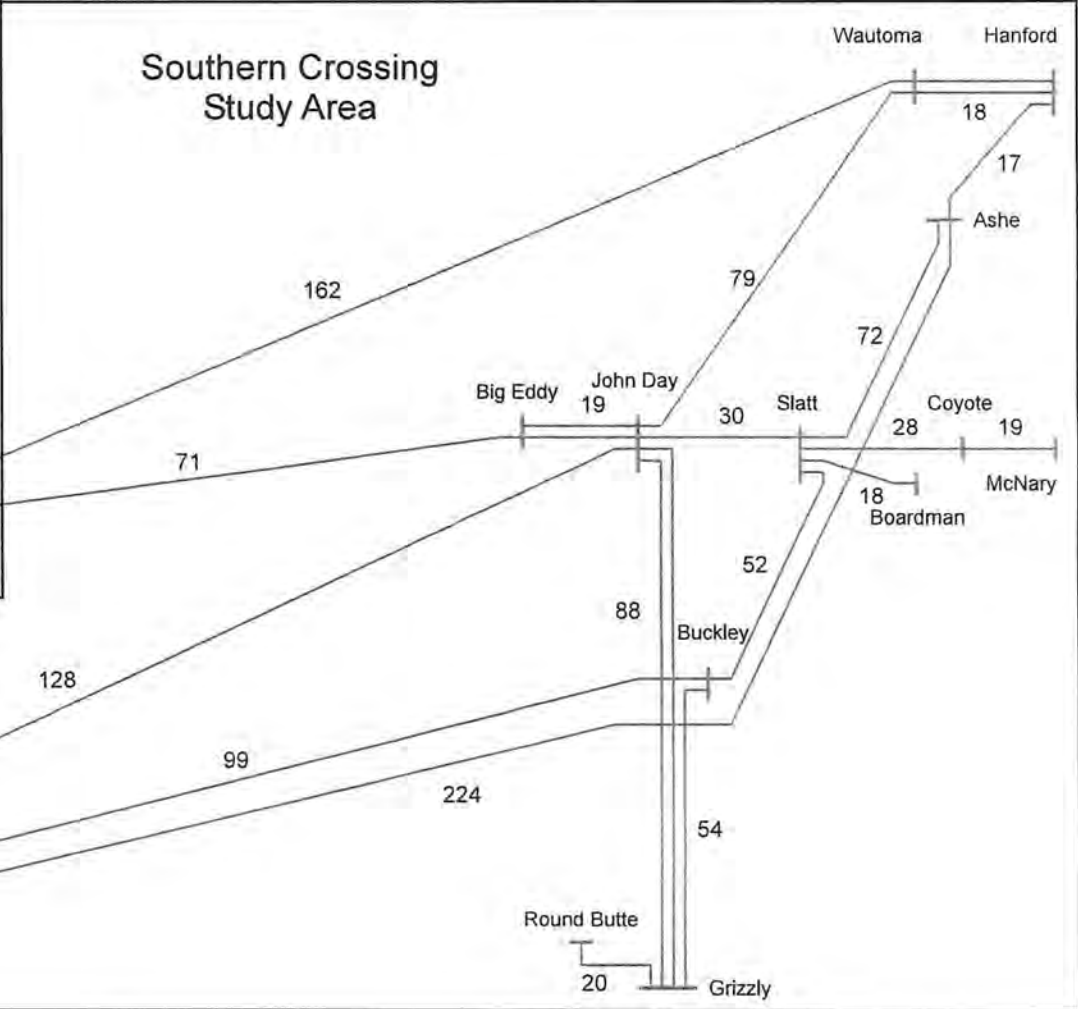 Southern Crossing
Study Area
Wautoma
Hanford
18
17
Ashe
162
79
72
Big Eddy
John Day
19
30
Slatt
Coyote
28
19
71
McNary
18
Boardman
52
88
Buckley
128
99
224
54
Round Butte
20
Grizzly